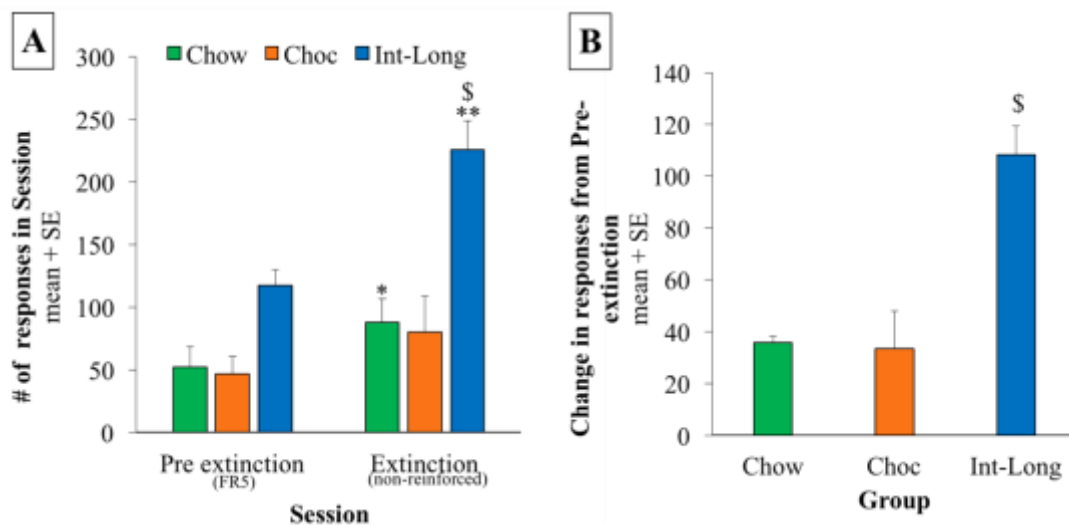 A
Chow Choc Int-Long
# of responses in Session
mean + SE
300
250
200
150
100
50
0
$
**
*
Pre extinction
(FR5)
Extinction
(non-reinforced)
Session
B
Change in responses from Pre-
extinction
mean + SE
160
140
120
100
80
60
40
20
0
$
Chow Choc Int-Long
Group